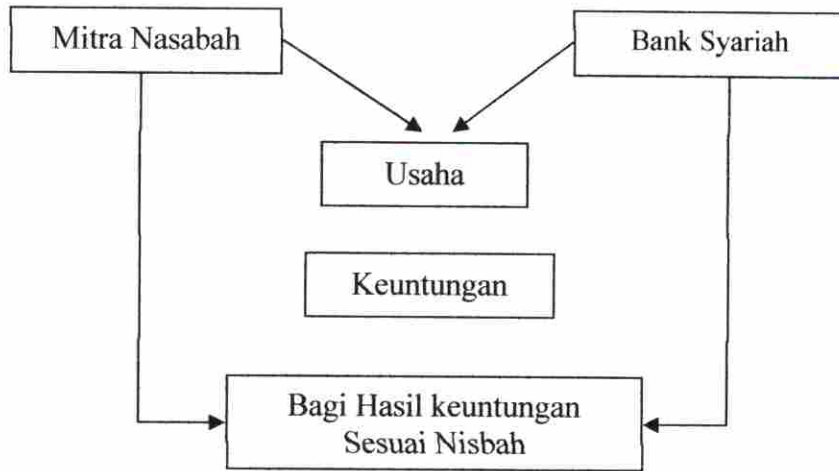 Mitra Nasabah
Bank Syariah
Usaha
Keuntungan
Bagi Hasil keuntungan
Sesuai Nisbah